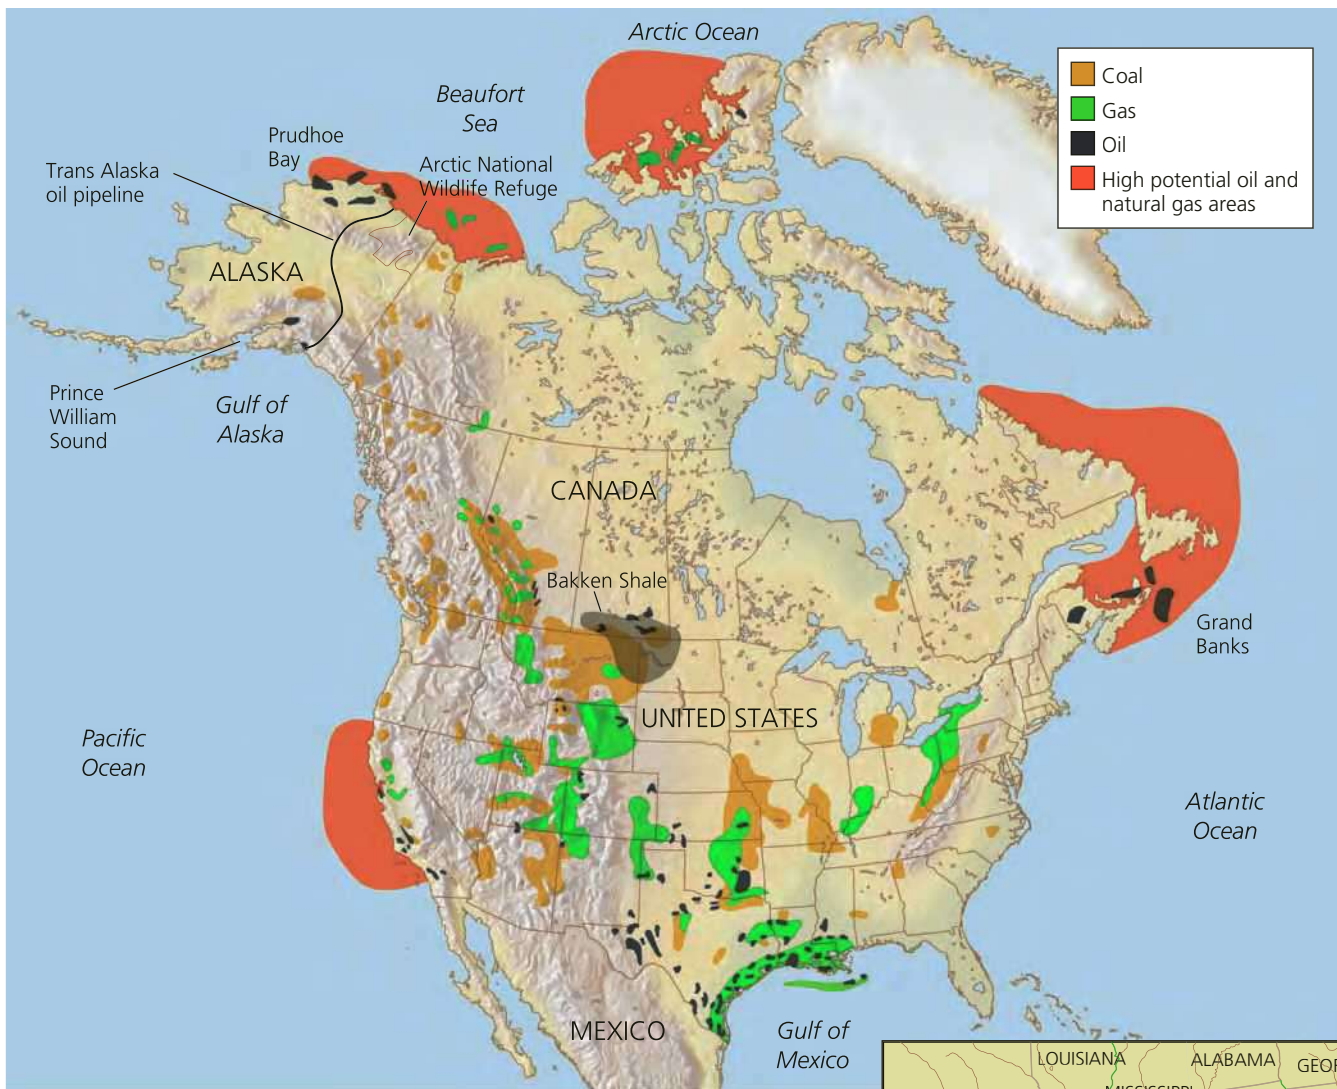 Arctic Ocean
Beaufort
Sea
Prudhoe
Bay
Trans Alaska
oil pipeline
Arctic National
Wildlife Refuge
ALASKA
Prince
William
Sound
Gulf of
Alaska
Coal
Gas
Oil
High potential oil and
natural gas areas
CANADA
Bakken Shale
Grand
Banks
UNITED STATES
Pacific
Ocean
Atlantic
Ocean
MEXICO
Gulf of
Mexico
LOUISIANA
ALABAMA
GEOR
MISSISSIPPI